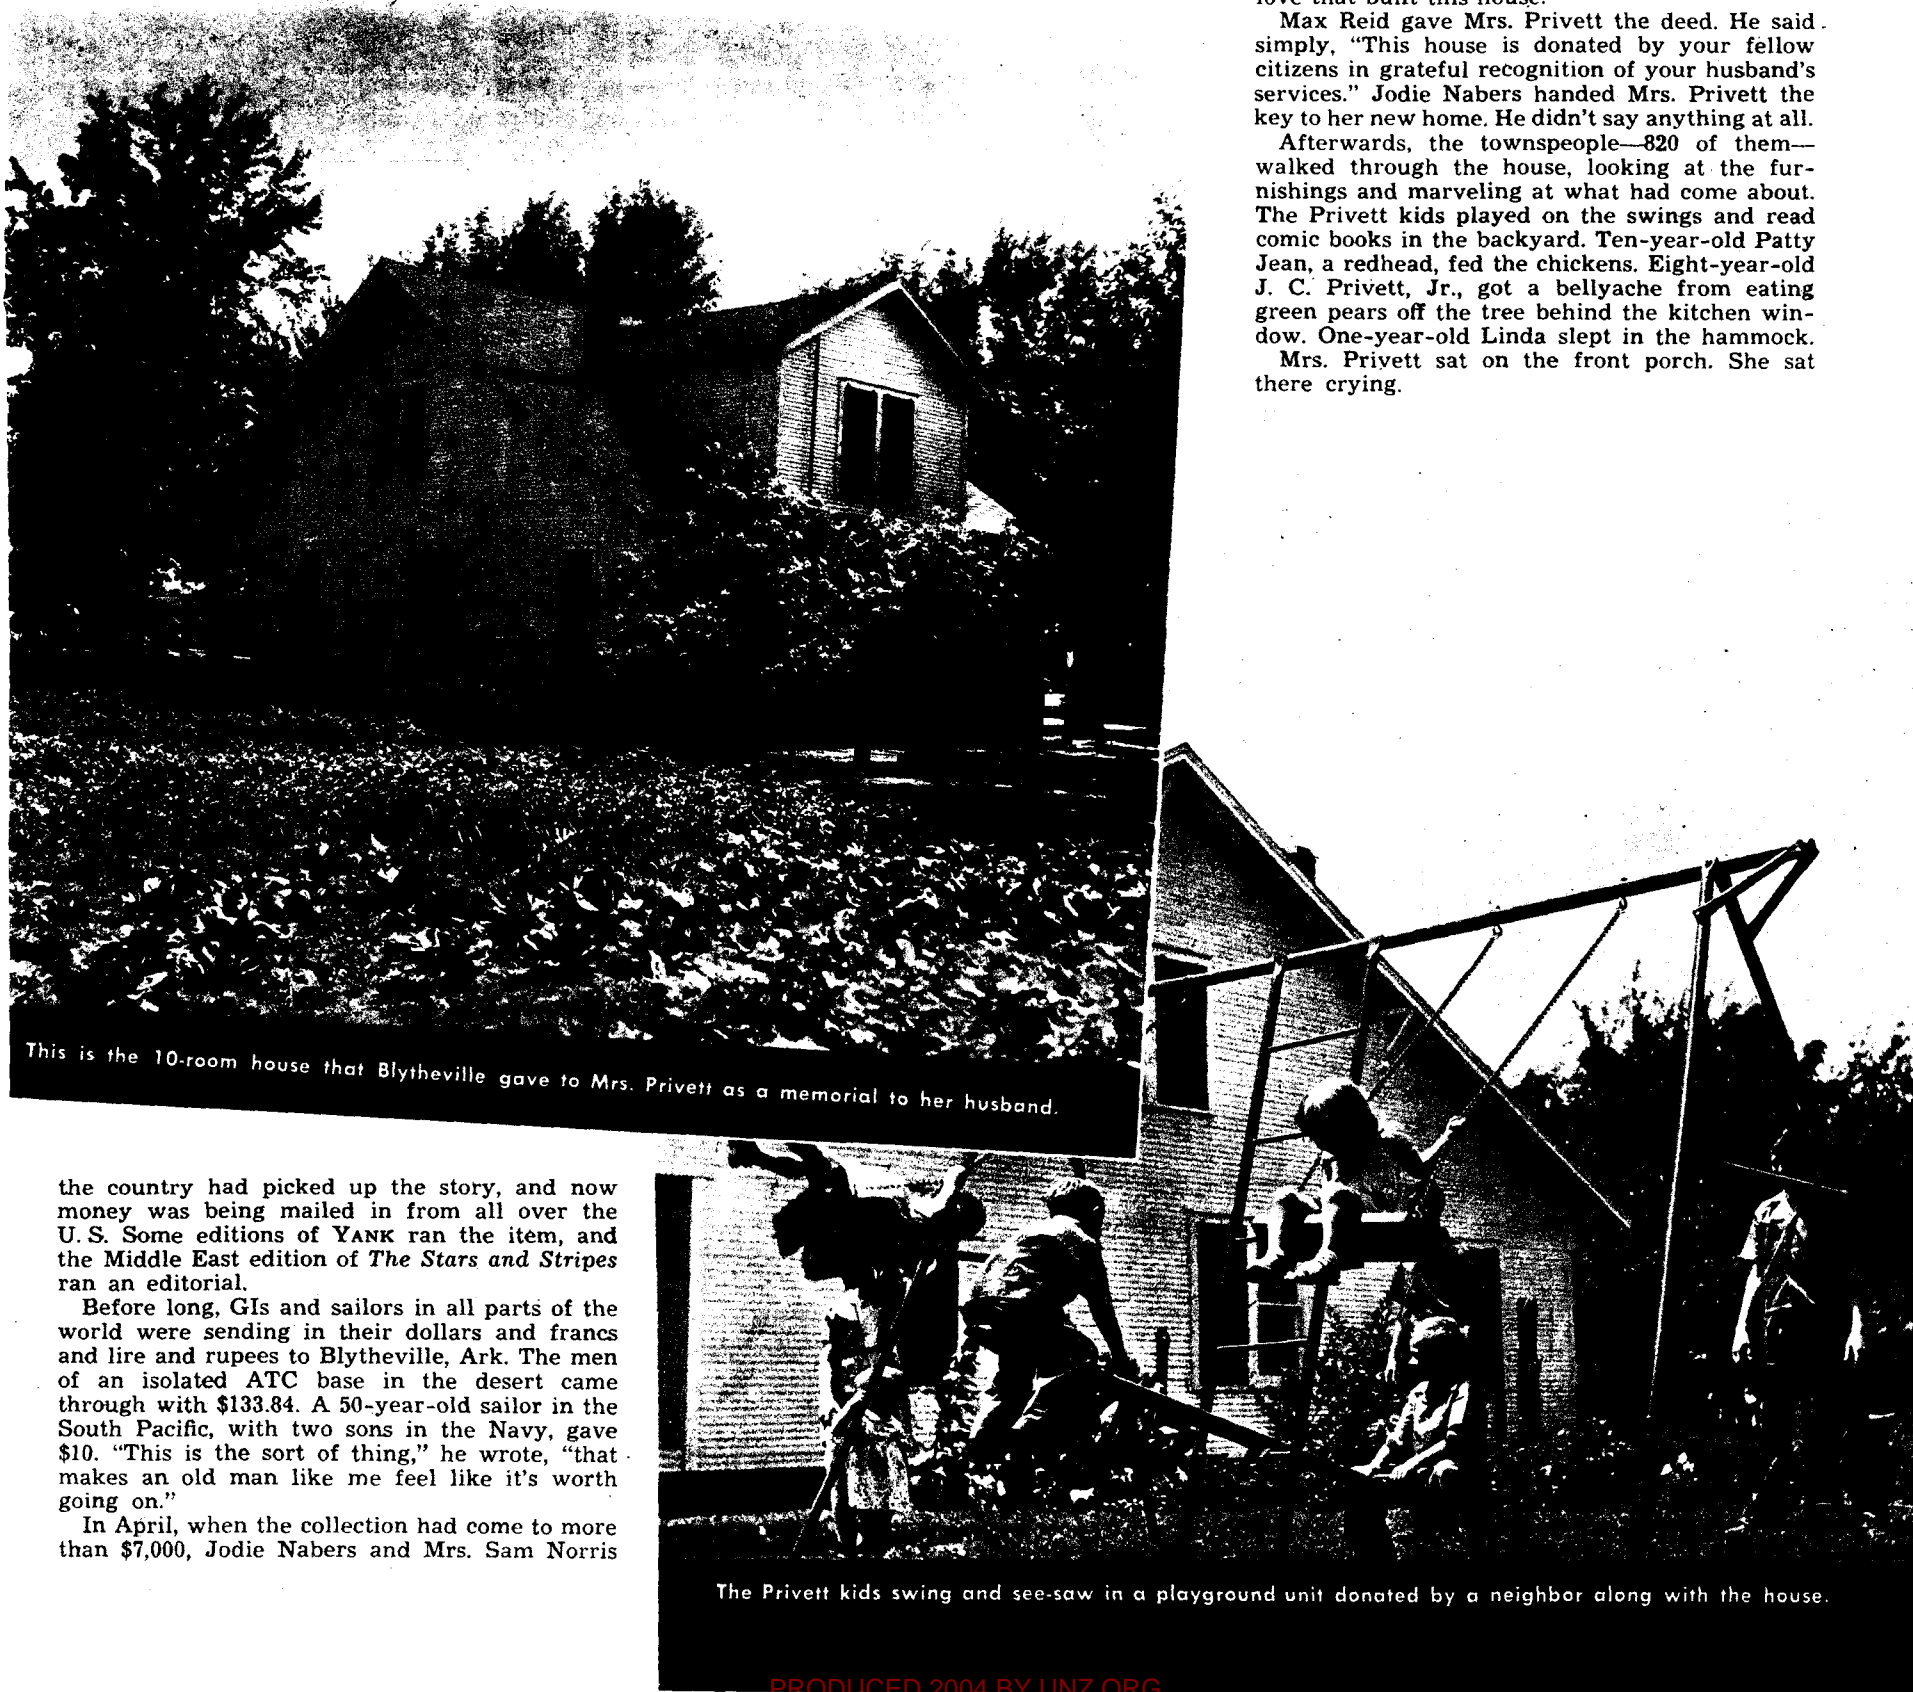 This is the 10-room house that Blytheville gave to Mrs. Privett as a memorial to her husband.
the country had picked up the story, and now
money was being mailed in from all over the
U. S. Some editions of YANK ran the item, and
the Middle East edition of The Stars and Stripes
ran an editorial.
Before long, GIs and sailors in all parts of the
world were sending in their dollars and francs
and lire and rupees to Blytheville, Ark. The men
of an isolated ATC base in the desert came
through with $133.84. A 50-year-old sailor in the
South Pacific, with two sons in the Navy, gave
$10. “This is the sort of thing,” he wrote, “that
makes an old man like me feel like it's worth
going on.”
In April, when the collection had come to more
than $7,000, Jodie Nabers and Mrs. Sam Norris
love that built this house.
Max Reid gave Mrs. Privett the deed. He said
simply, “This house is donated by your fellow
citizens in grateful recognition of your husband's
services.” Jodie Nabers handed Mrs. Privett the
key to her new home. He didn't say anything at all.
Afterwards, the townspeople—820 of them—
walked through the house, looking at the fur-
nishings and marveling at what had come about.
The Privett kids played on the swings and read
comic books in the backyard. Ten-year-old Patty
Jean, a redhead, fed the chickens. Eight-year-old
J. C. Privett, Jr., got a bellyache from eating
green pears off the tree behind the kitchen win-
dow. One-year-old Linda slept in the hammock.
Mrs. Privett sat on the front porch. She sat
there crying.
The Privett kids swing and see-saw in a playground unit donated by a neighbor along with the house.
PRODUCED 2004 BY UNZ.ORG